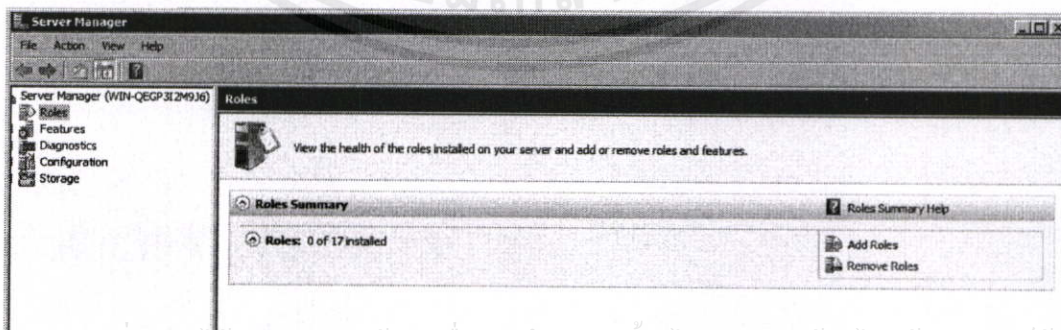 Server Manager
File Action View Help
Server Manager (WIN-QEGP3I2M9J6)
Roles
Features
Diagnostics
Configuration
Storage
Roles
View the health of the roles installed on your server and add or remove roles and features.
Roles Summary
Roles Summary Help
Roles: 0 of 17 installed
Add Roles
Remove Roles